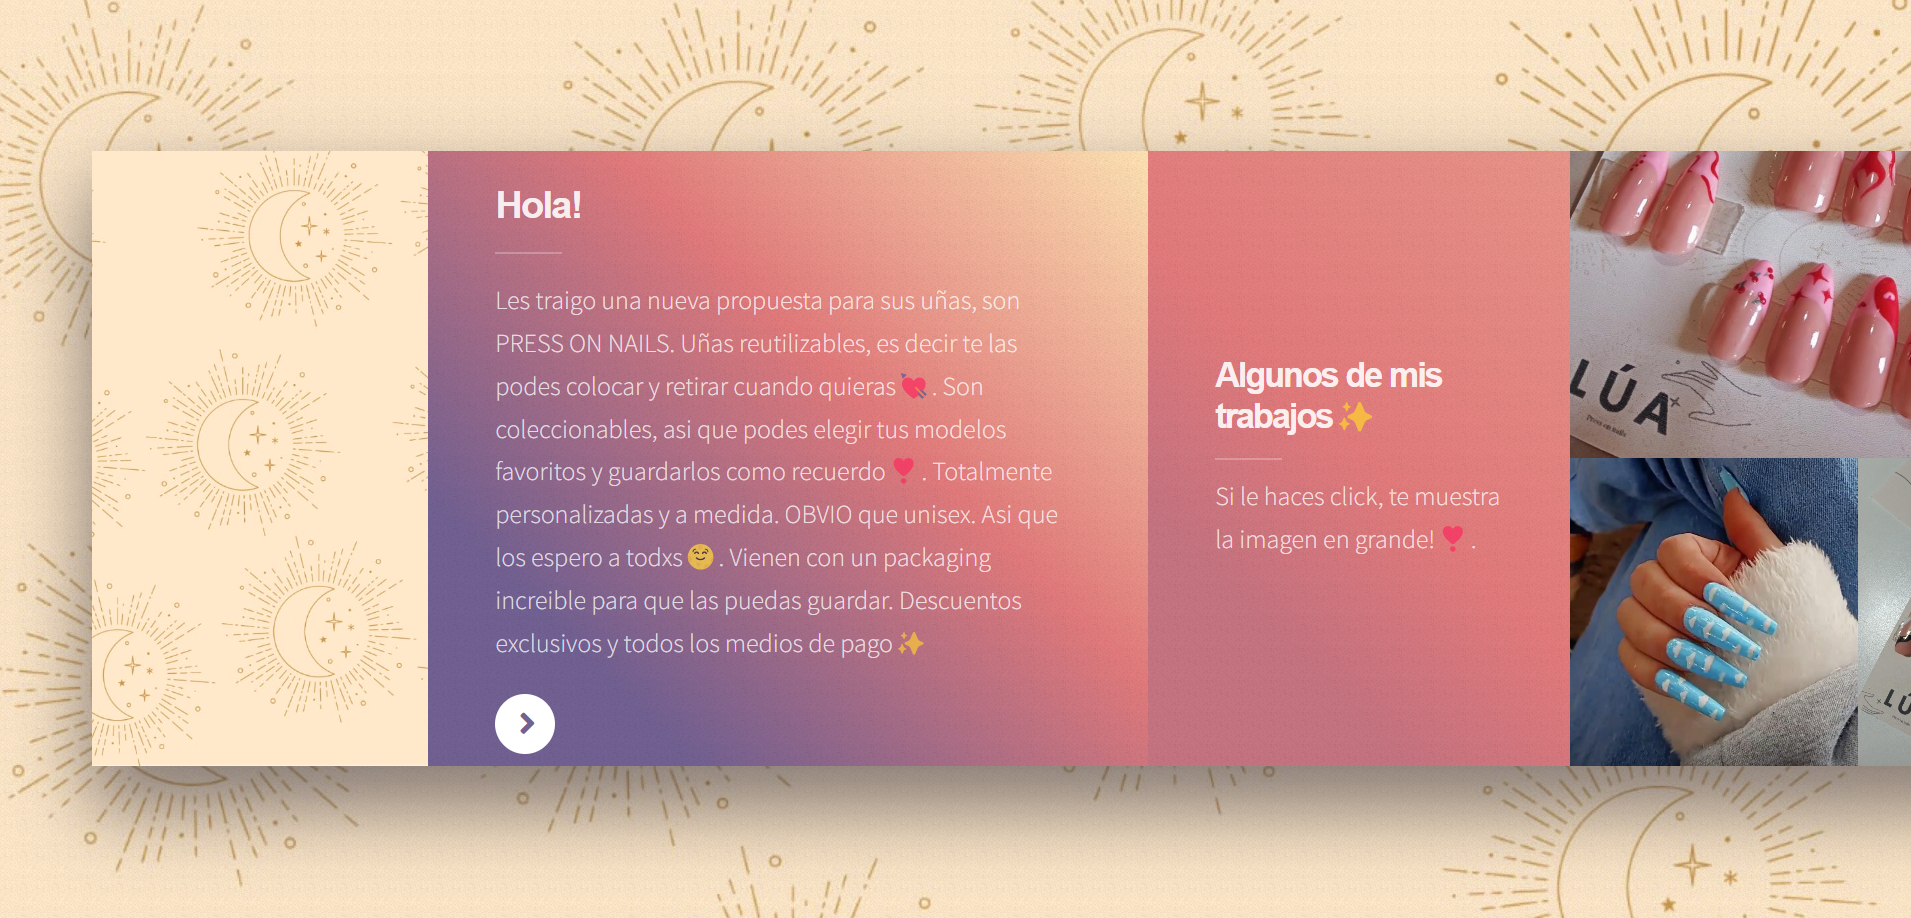 Hola!
Les traigo una nueva propuesta para sus uñas, son
PRESS ON NAILS. Uñas reutilizables, es decir te las
podes colocar y retirar cuando quieras 💘 . Son
coleccionables, asi que podes elegir tus modelos
favoritos y guardarlos como recuerdo ❣️ . Totalmente
personalizadas y a medida. OBVIO que unisex. Asi que
los espero a todxs 😊 . Vienen con un packaging
increible para que las puedas guardar. Descuentos
exclusivos y todos los medios de pago ✨
Algunos de mis
trabajos ✨
Si le haces click, te muestra
la imagen en grande! ❣️ .
LÚA
Press on Nails
LÚ